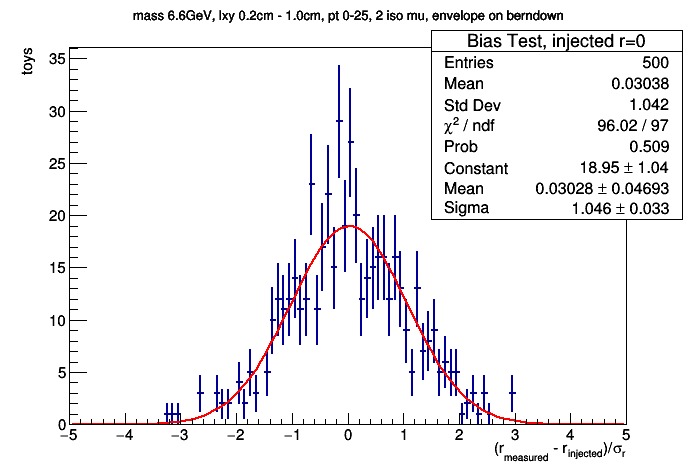 mass 6.6GeV, lxy 0.2cm - 1.0cm, pt 0-25, 2 iso mu, envelope on berndown
Bias Test, injected r=0
Entries 500
Mean 0.03038
Std Dev 1.042
χ² / ndf 96.02 / 97
Prob 0.509
Constant 18.95 ± 1.04
Mean 0.03028 ± 0.04693
Sigma 1.046 ± 0.033
toys
35
30
25
20
15
10
5
0
−5 −4 −3 −2 −1 0 1 2 3 4 5
(r_measured - r_injected)/σ_r